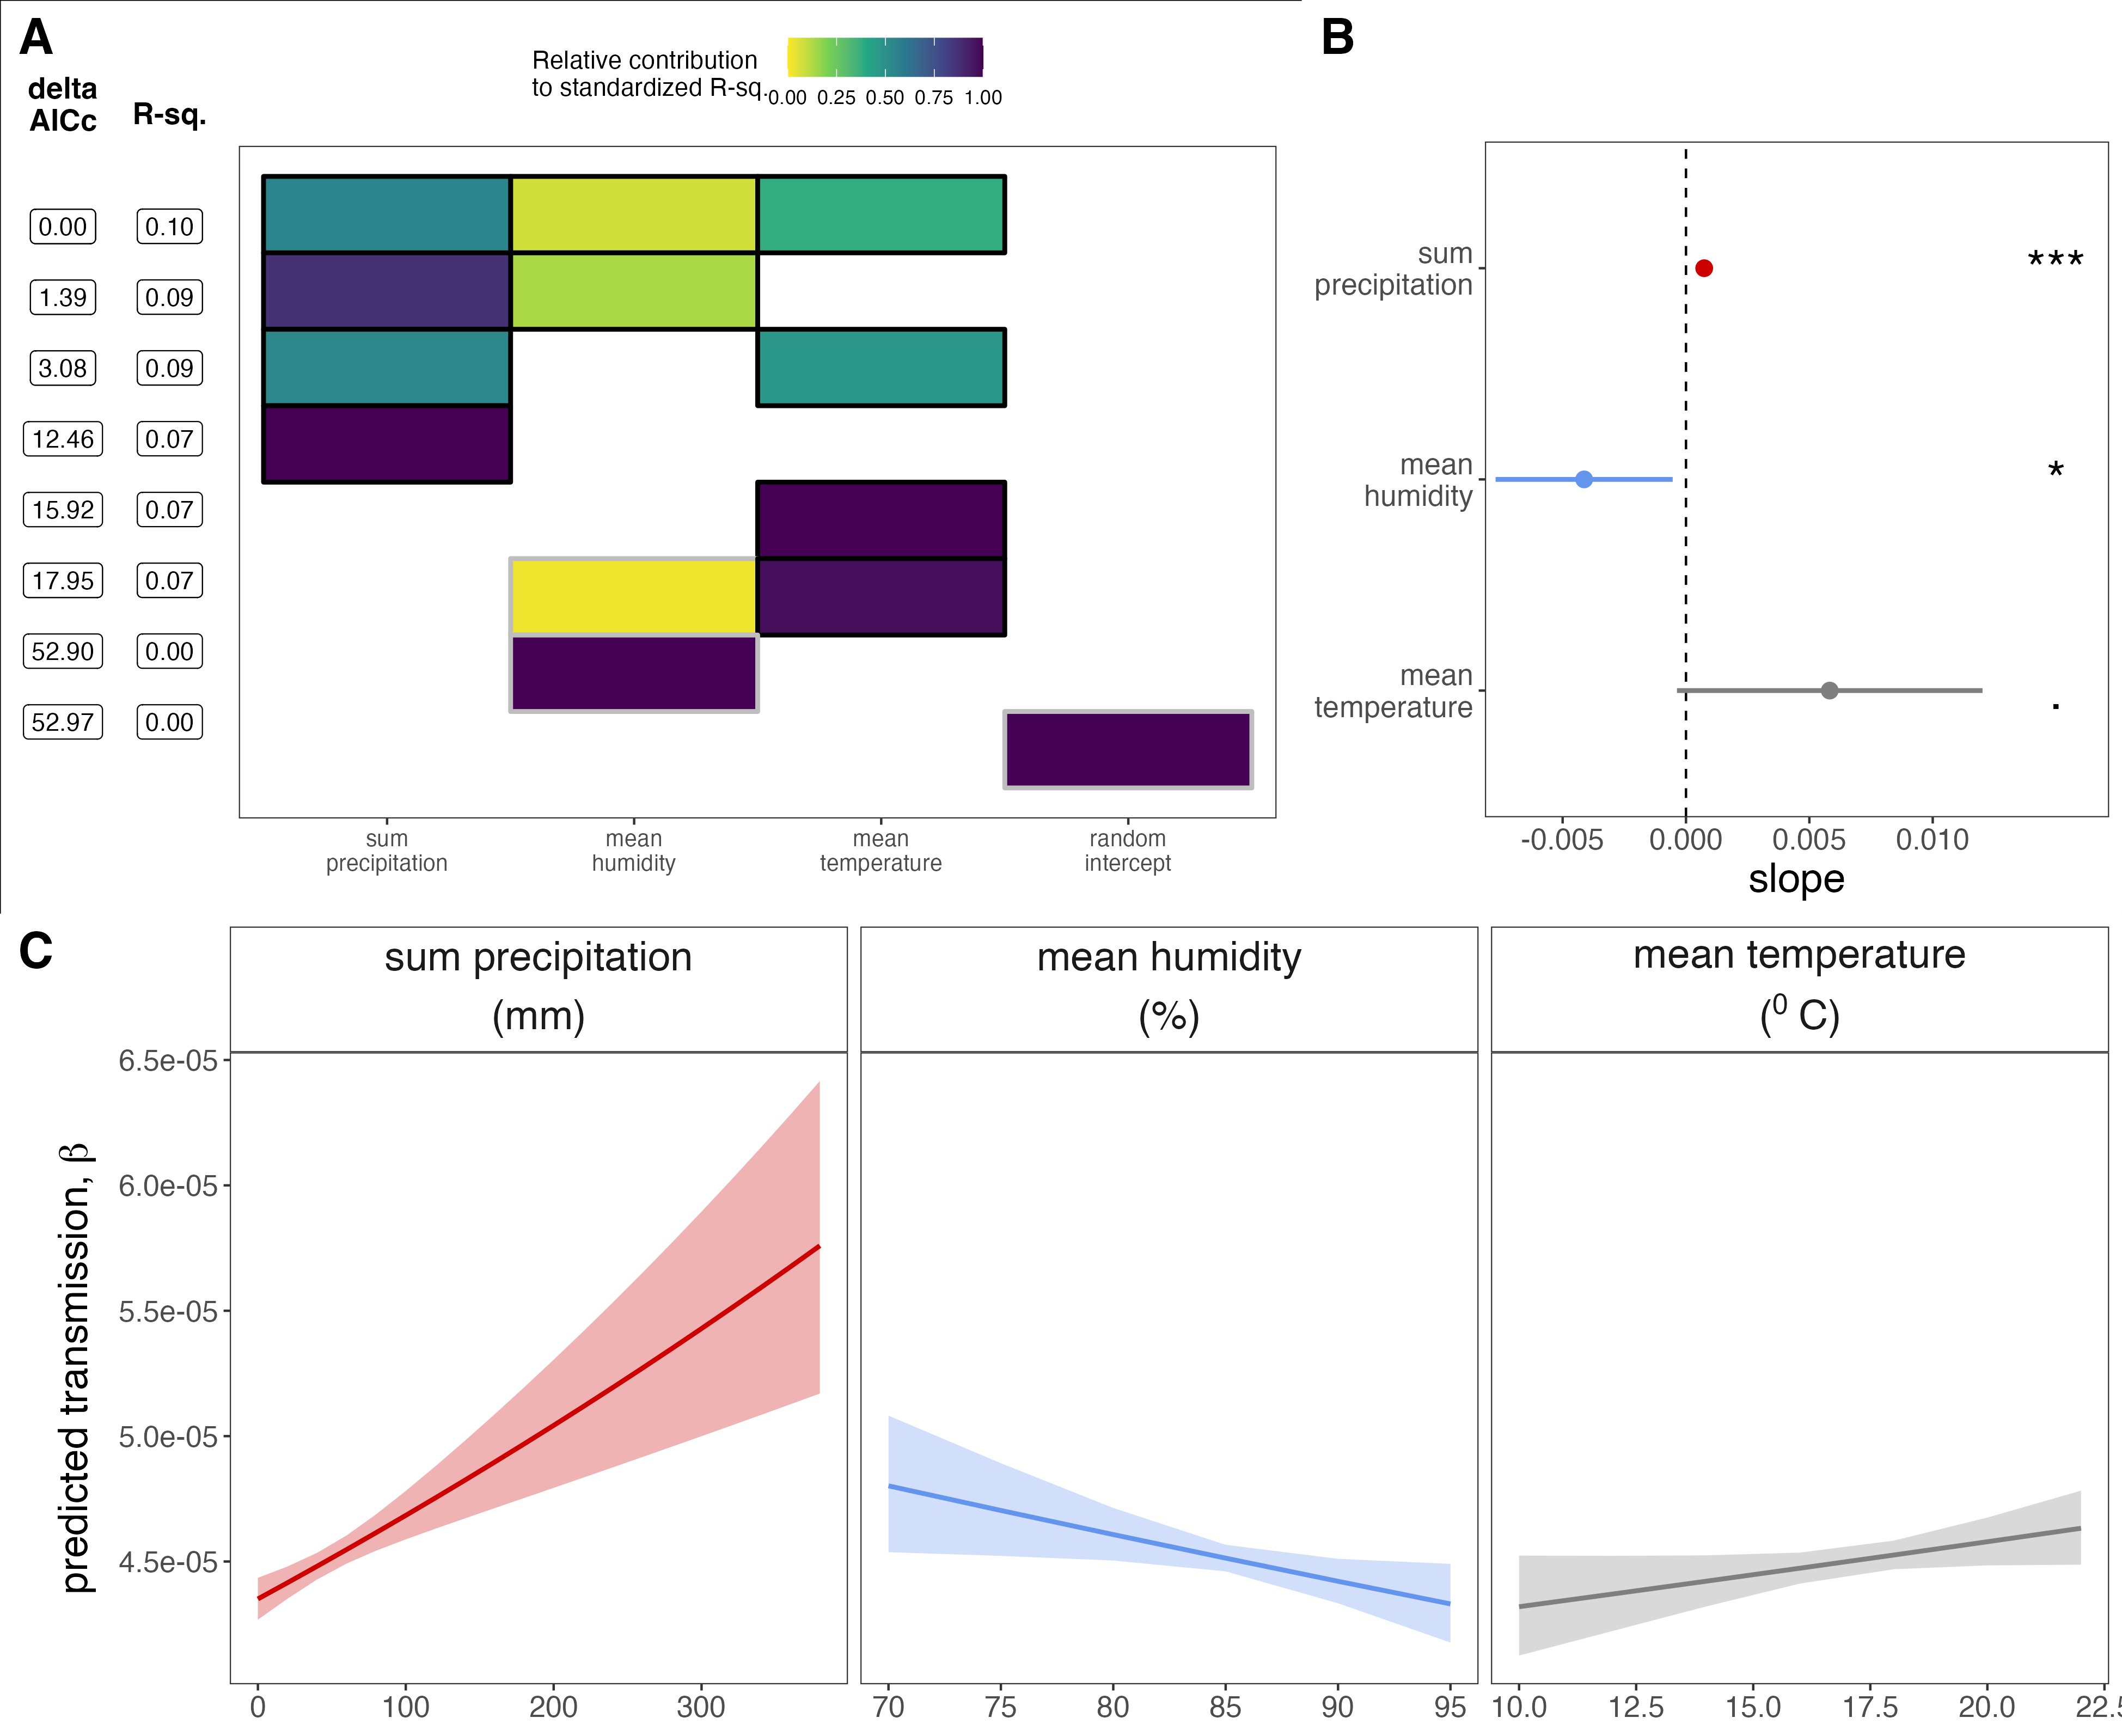 A
delta
AICc
R-sq.
Relative contribution
to standardized R-sq.
0.00 0.25 0.50 0.75 1.00
0.00 0.10
1.39 0.09
3.08 0.09
12.46 0.07
15.92 0.07
17.95 0.07
52.90 0.00
52.97 0.00
sum
precipitation
mean
humidity
mean
temperature
random
intercept
B
sum
precipitation
***
mean
humidity
*
mean
temperature
.
-0.005 0.000 0.005 0.010
slope
C
sum precipitation
(mm)
mean humidity
(%)
mean temperature
(⁰ C)
predicted transmission, β
6.5e-05
6.0e-05
5.5e-05
5.0e-05
4.5e-05
0 100 200 300
70 75 80 85 90 95
10.0 12.5 15.0 17.5 20.0 22.5